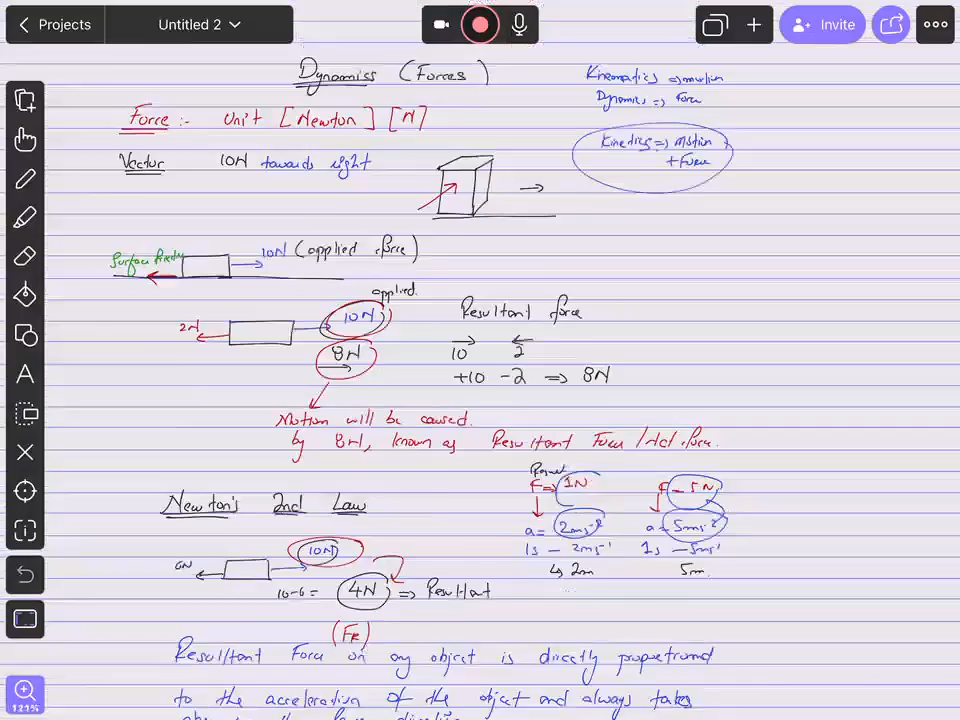 Projects
Untitled 2
Invite
Dynamics (Forces)
Kinematics => motion
Dynamics => Force
Kinetics => Motion
+ Force
Force :- Unit [Newton] [N]
Vector 10N towards right
10N (applied force)
applied
2N 10N
8N
Resultant force
10 2
+10 -2 => 8N
Motion will be caused
by 8N, known as Resultant Force / Net force.
Newton's 2nd Law
F => 1N
F = 5N
a = 2ms⁻²
a = 5ms⁻²
1s - 2ms⁻¹
1s - 5ms⁻¹
↳ 2m
5m
6N 10N
10-6 = 4N => Resultant
(FR)
Resultant Force on any object is directly
to the acceleration of the object and always takes
121%